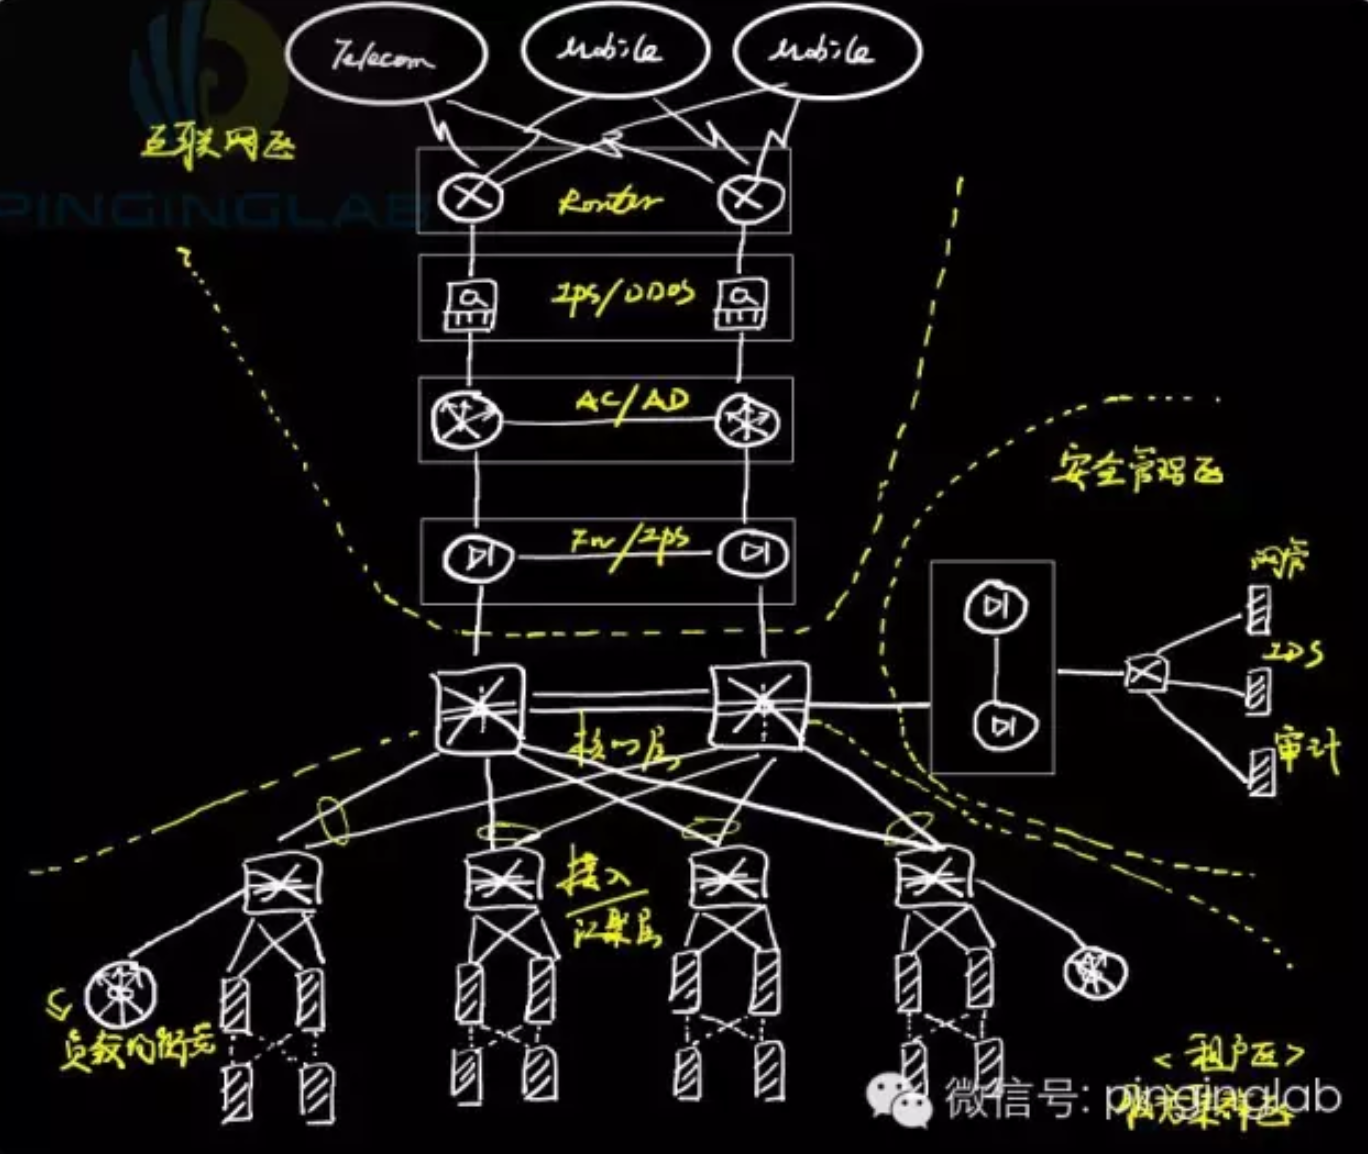 Telecom
Mobile
Mobile
互联网区
PINGINGLAB
Router
IPS/DDOS
AC/AD
安全管理区
FW/IPS
网管
IDS
核心层
审计
接入
汇聚层
负载均衡
<租户区>
微信号: pinginglab